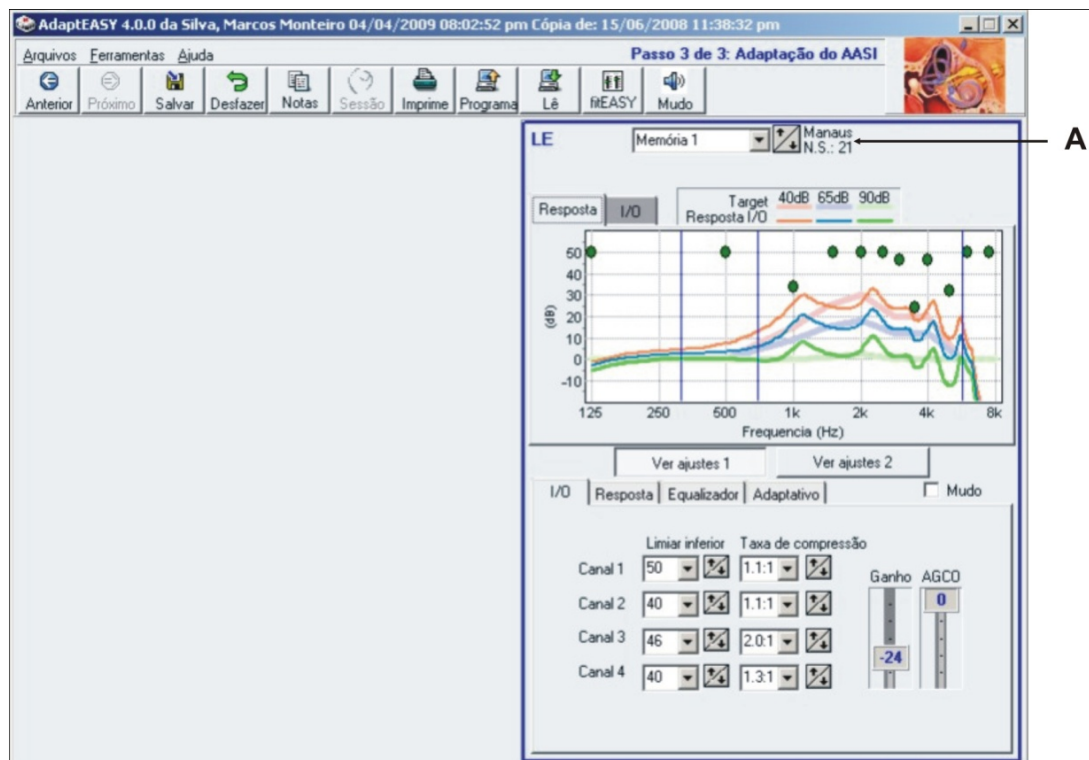 AdaptEASY 4.0.0 da Silva, Marcos Monteiro 04/04/2009 08:02:52 pm Cópia de: 15/06/2008 11:38:32 pm
Arquivos Ferramentas Ajuda
Passo 3 de 3: Adaptação do AASI
Anterior Próximo Salvar Desfazer Notas Sessão Imprime Programa Lê fitEASY Mudo
LE Memória 1 Manaus
N.S.: 21
A
Resposta I/O
Target 40dB 65dB 90dB
Resposta I/O
50
40
30
20
10
0
-10
(dB)
125 250 500 1k 2k 4k 8k
Frequencia (Hz)
Ver ajustes 1 Ver ajustes 2
I/O Resposta Equalizador Adaptativo Mudo
Limiar inferior Taxa de compressão
Canal 1 50 1.1:1
Canal 2 40 1.1:1
Canal 3 46 2.0:1
Canal 4 40 1.3:1
Ganho AGCO
0
-24